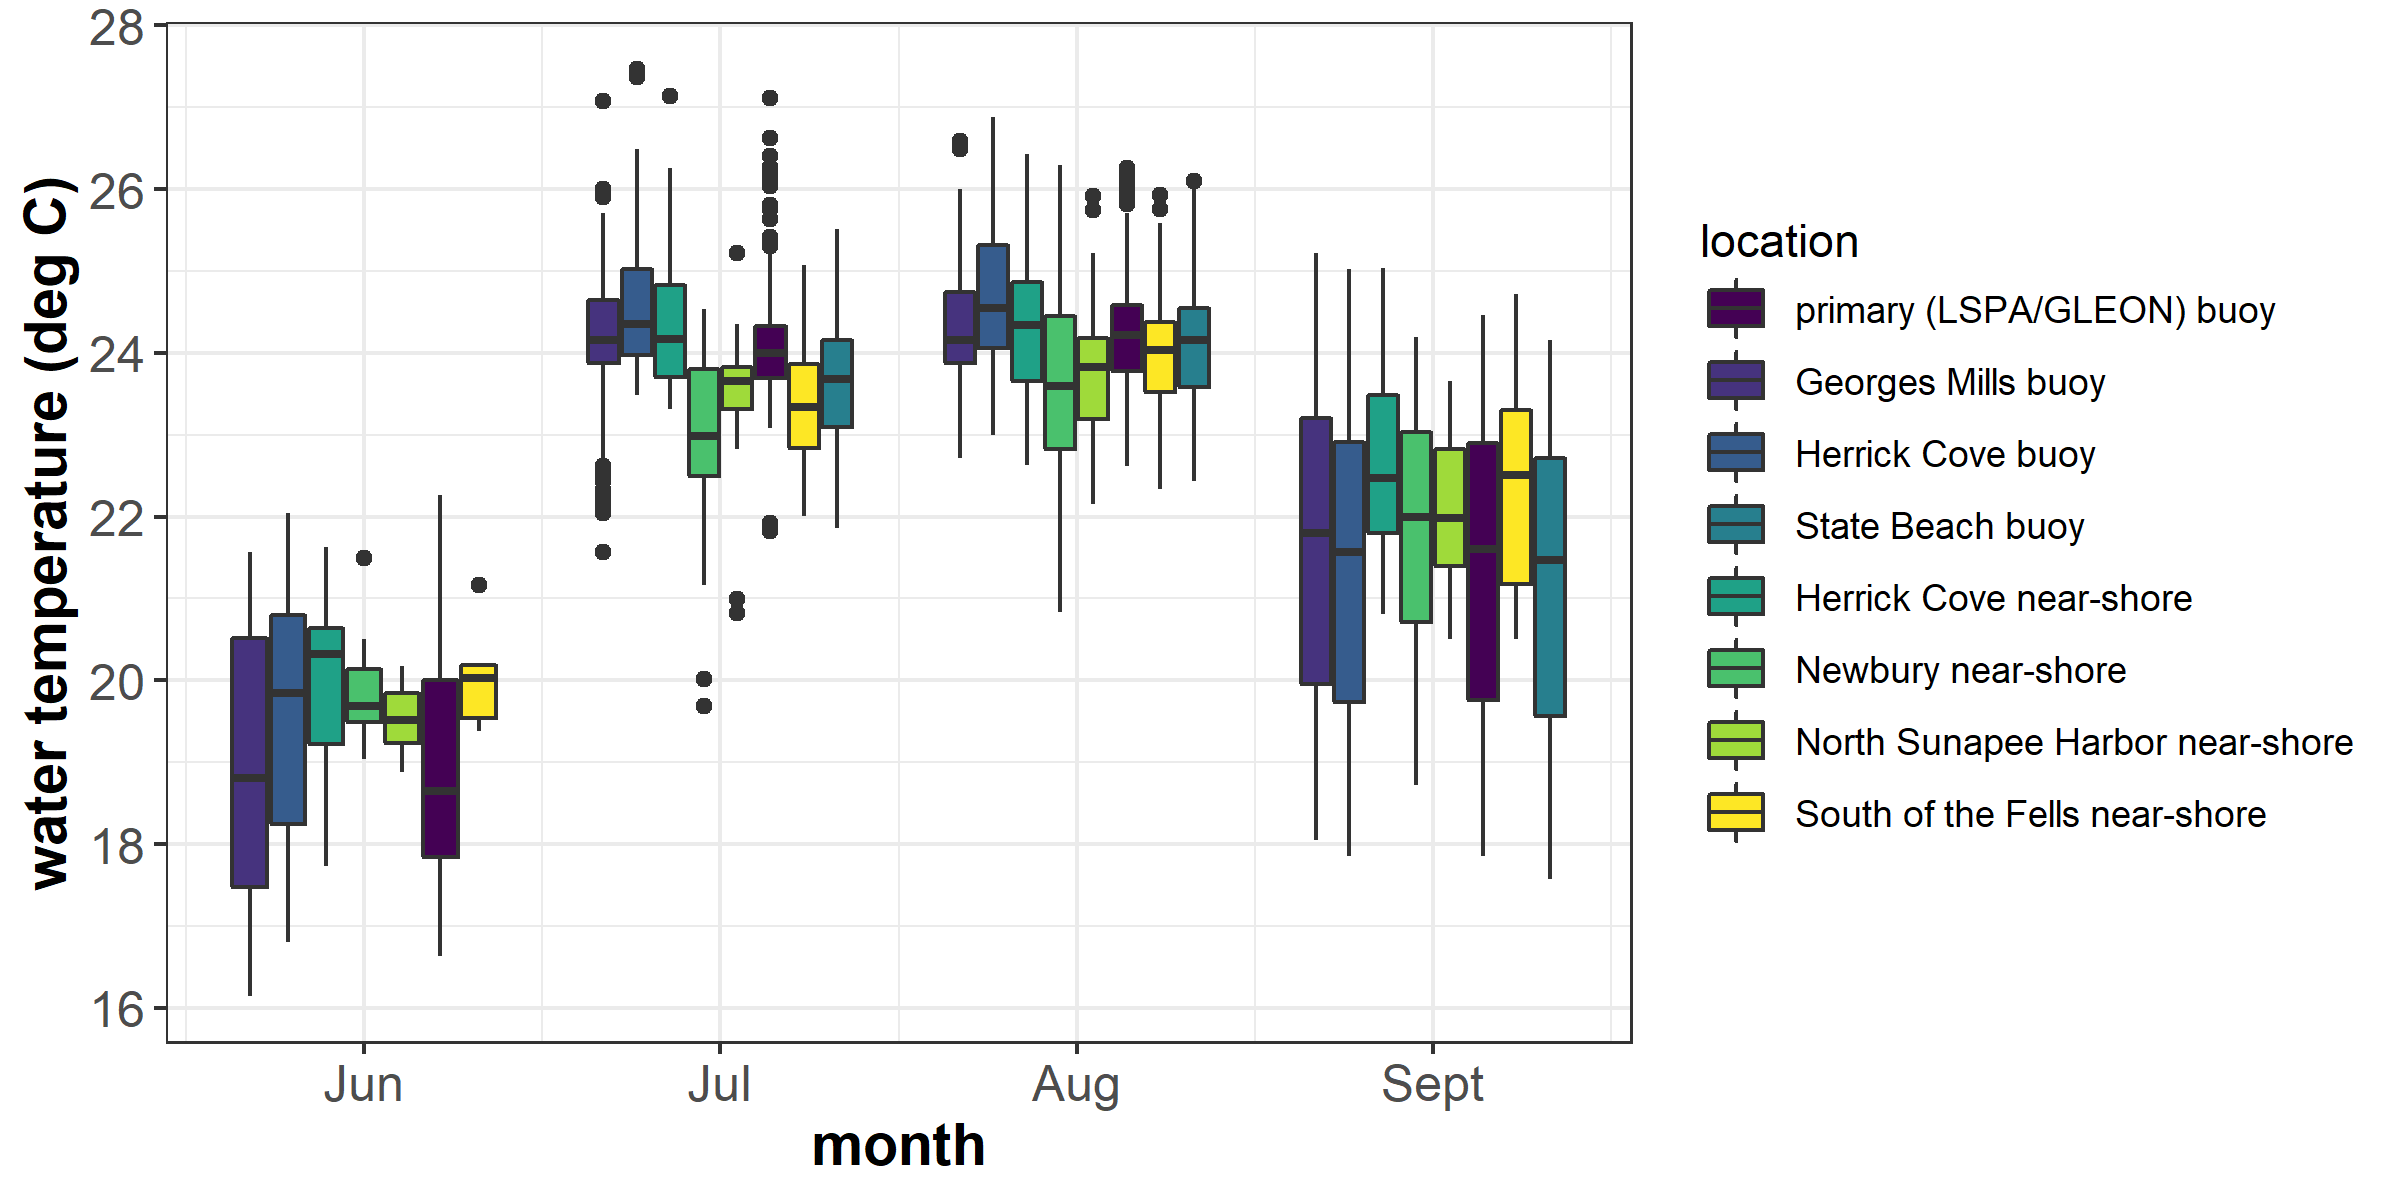 water temperature (deg C)
28
26
24
22
20
18
16
Jun
Jul
Aug
Sept
month
location
primary (LSPA/GLEON) buoy
Georges Mills buoy
Herrick Cove buoy
State Beach buoy
Herrick Cove near-shore
Newbury near-shore
North Sunapee Harbor near-shore
South of the Fells near-shore